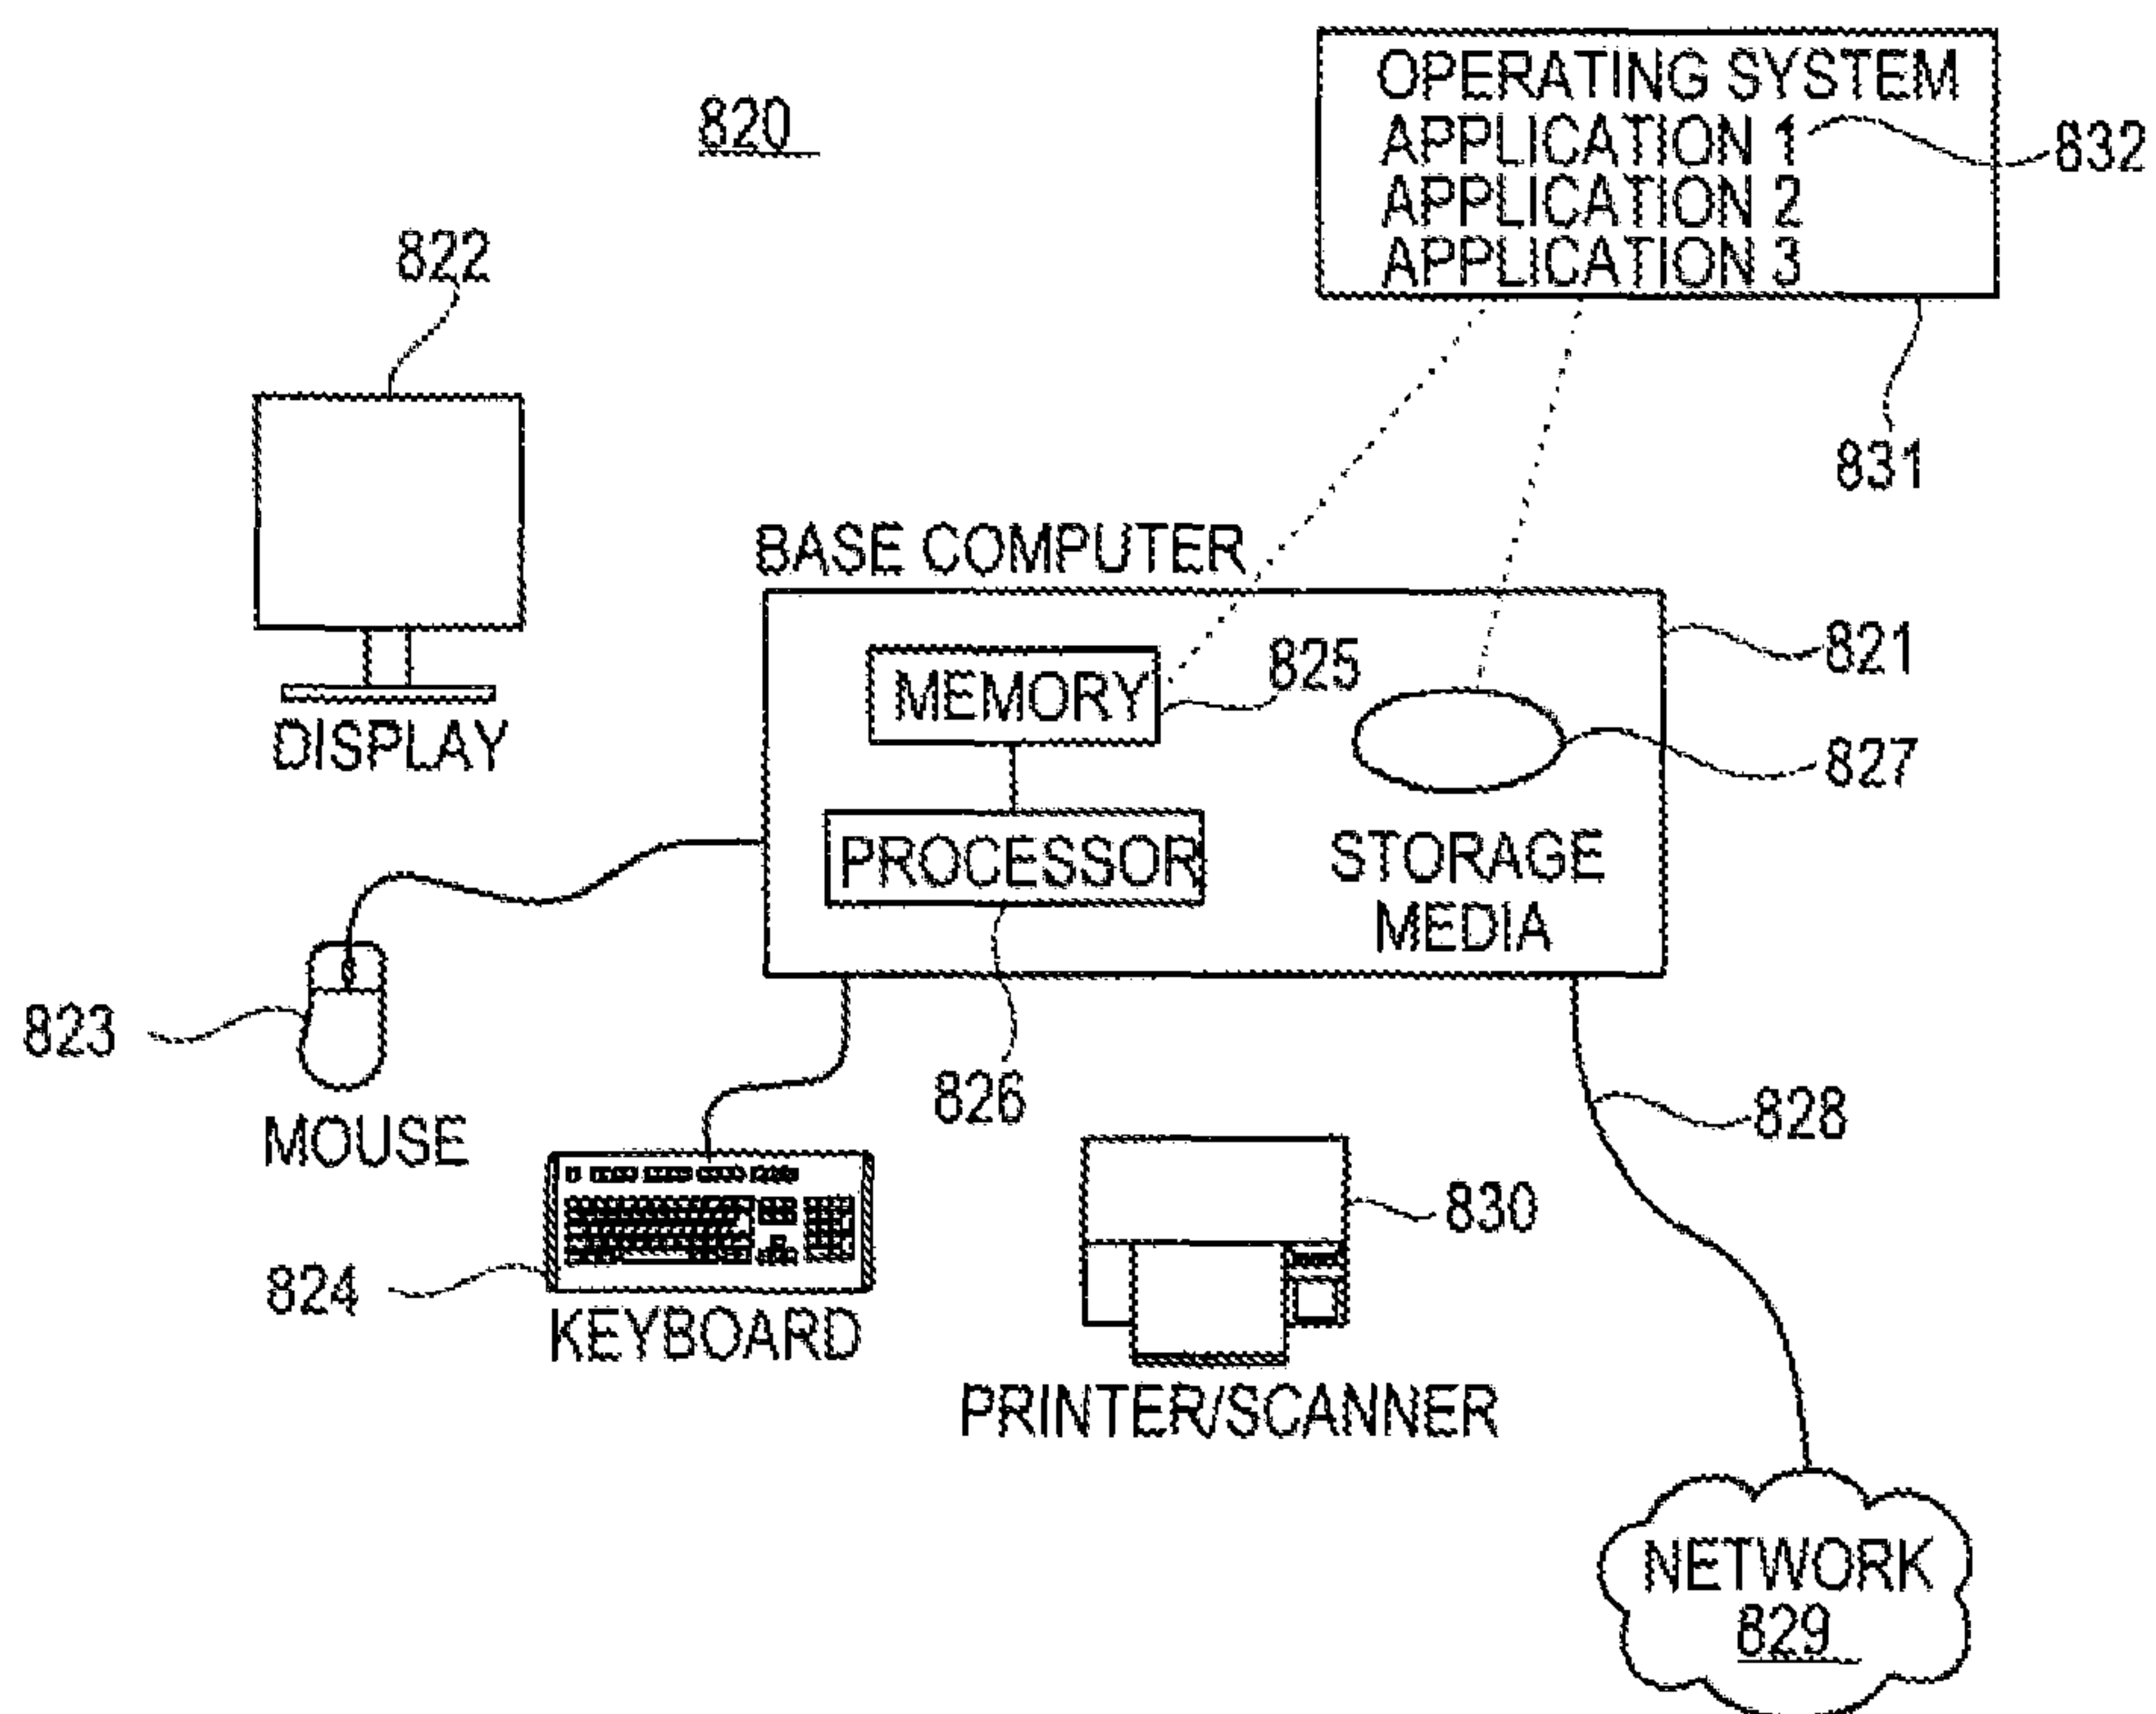 820
OPERATING SYSTEM
APPLICATION 1
APPLICATION 2
APPLICATION 3
832
822
831
BASE COMPUTER
821
MEMORY
825
DISPLAY
827
PROCESSOR
STORAGE
MEDIA
823
826
828
MOUSE
830
824
KEYBOARD
PRINTER/SCANNER
NETWORK
829